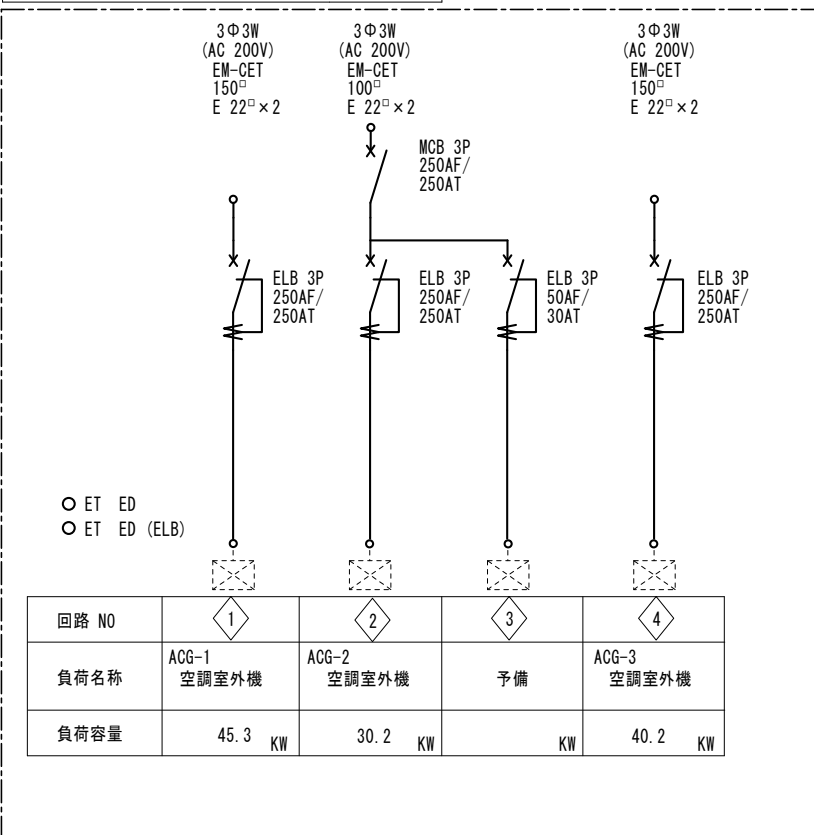 3Φ3W
(AC 200V)
EM-CET
150□
E 22□×2
3Φ3W
(AC 200V)
EM-CET
100□
E 22□×2
3Φ3W
(AC 200V)
EM-CET
150□
E 22□×2
MCB 3P
250AF/
250AT
ELB 3P
250AF/
250AT
ELB 3P
250AF/
250AT
ELB 3P
50AF/
30AT
ELB 3P
250AF/
250AT
ET ED
ET ED (ELB)
回路 NO 1 2 3 4
ACG-1 ACG-2 ACG-3
負荷名称 空調室外機 空調室外機 予備 空調室外機
負荷容量 45.3 KW 30.2 KW KW 40.2 KW